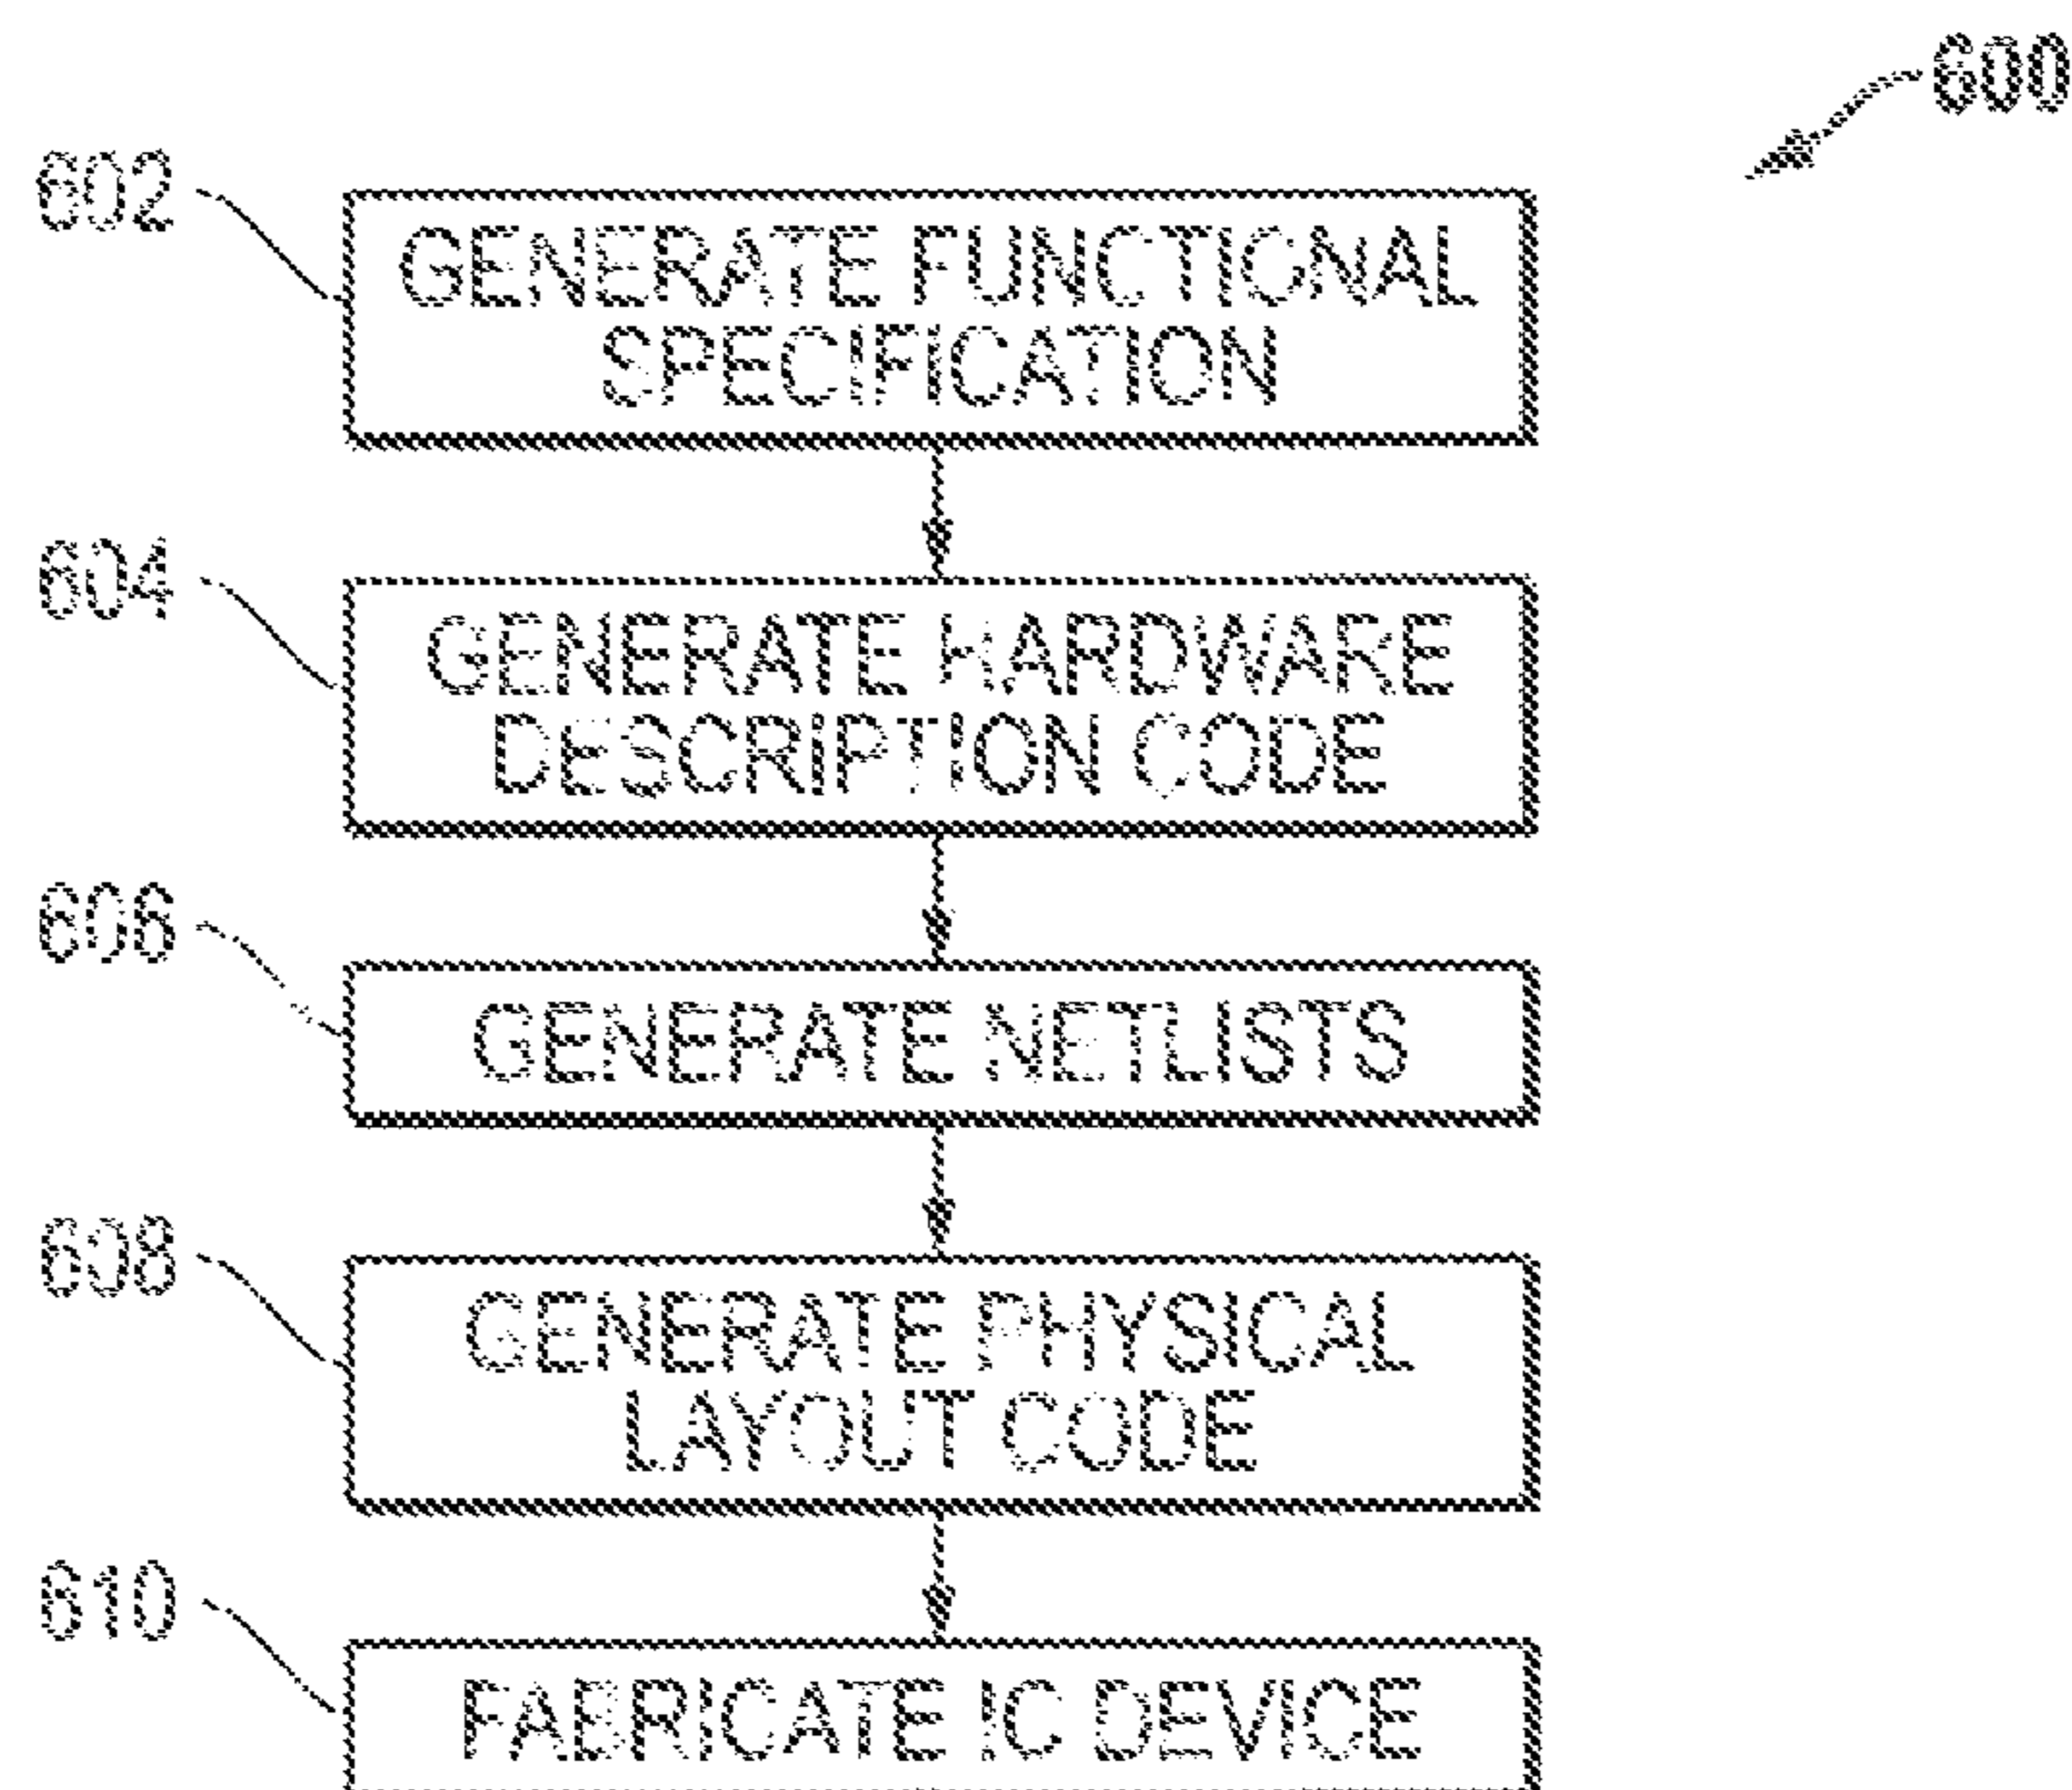 600
602
GENERATE FUNCTIONAL
SPECIFICATION
604
GENERATE HARDWARE
DESCRIPTION CODE
606
GENERATE NETLISTS
608
GENERATE PHYSICAL
LAYOUT CODE
610
FABRICATE IC DEVICE